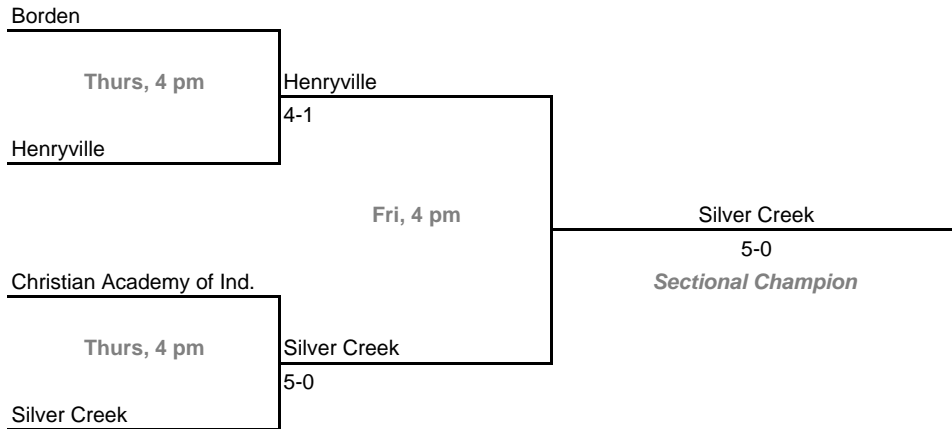 Borden
Thurs, 4 pm
Henryville
4-1
Henryville
Fri, 4 pm
Silver Creek
5-0
Sectional Champion
Christian Academy of Ind.
Thurs, 4 pm
Silver Creek
5-0
Silver Creek